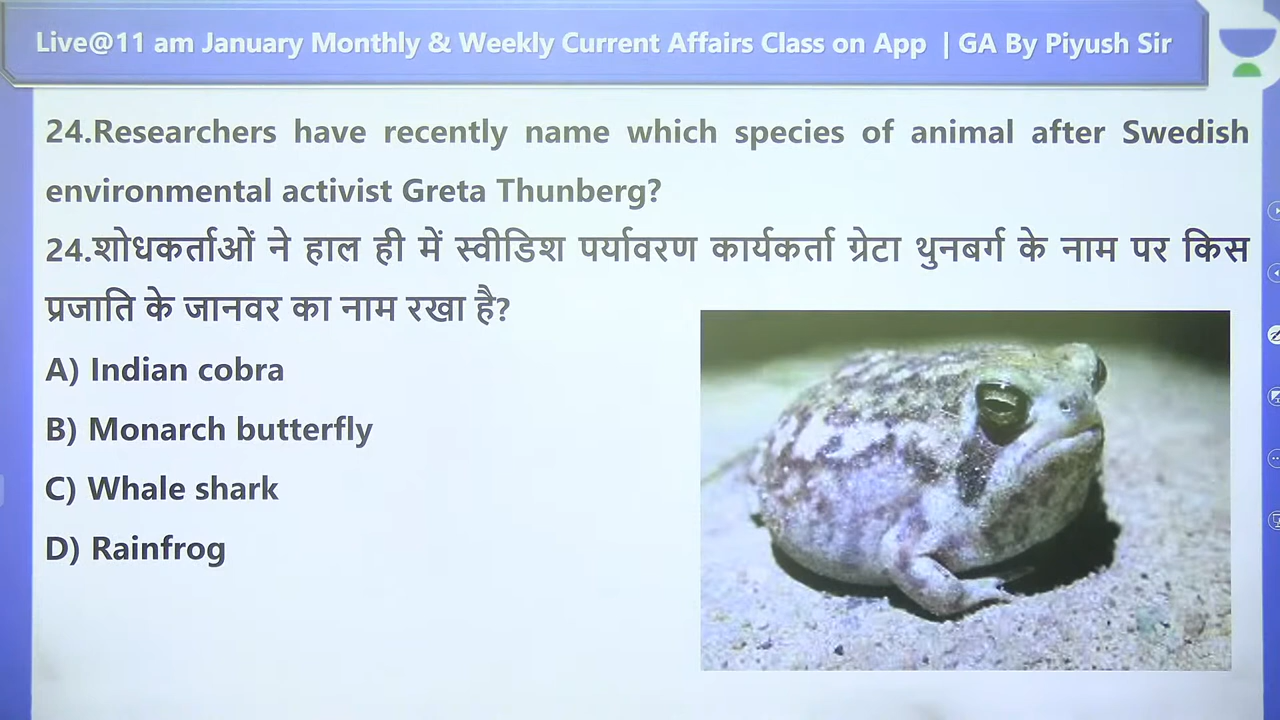 Live@11 am January Monthly & Weekly Current Affairs Class on App | GA By Piyush Sir
24.Researchers have recently name which species of animal after Swedish
environmental activist Greta Thunberg?
24.शोधकर्ताओं ने हाल ही में स्वीडिश पर्यावरण कार्यकर्ता ग्रेटा थुनबर्ग के नाम पर किस
प्रजाति के जानवर का नाम रखा है?
A) Indian cobra
B) Monarch butterfly
C) Whale shark
D) Rainfrog